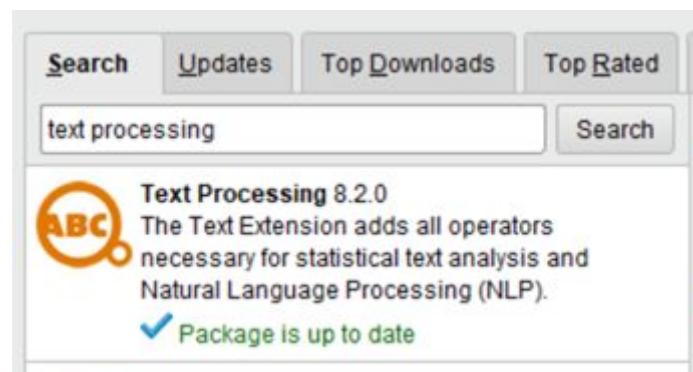 Search Updates Top Downloads Top Rated
text processing Search
Text Processing 8.2.0
ABC The Text Extension adds all operators
necessary for statistical text analysis and
Natural Language Processing (NLP).
Package is up to date